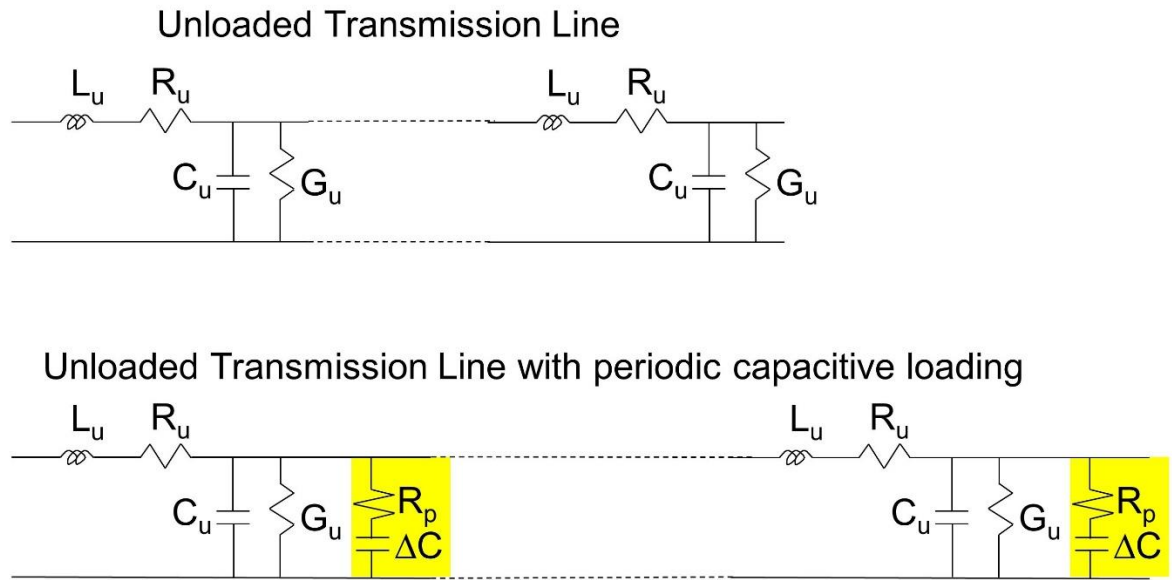 Unloaded Transmission Line
Lu Ru Lu Ru
Cu Gu Cu Gu
Unloaded Transmission Line with periodic capacitive loading
Lu Ru Lu Ru
Cu Gu Rp Cu Gu Rp
ΔC ΔC